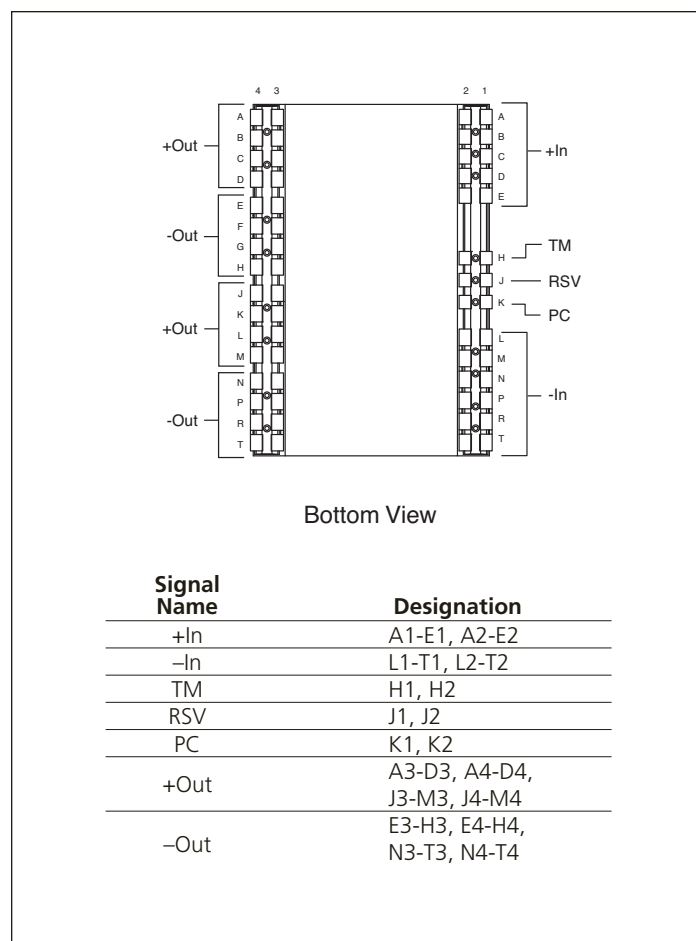 4 3 2 1
A A
B B
+Out +In
C C
D D
E E
F
-Out
G
H H TM
J J RSV
K K PC
+Out
L L
M M
N N
P P -In
-Out
R R
T T
Bottom View
Signal
Name Designation
+In A1-E1, A2-E2
–In L1-T1, L2-T2
TM H1, H2
RSV J1, J2
PC K1, K2
+Out A3-D3, A4-D4,
J3-M3, J4-M4
–Out E3-H3, E4-H4,
N3-T3, N4-T4